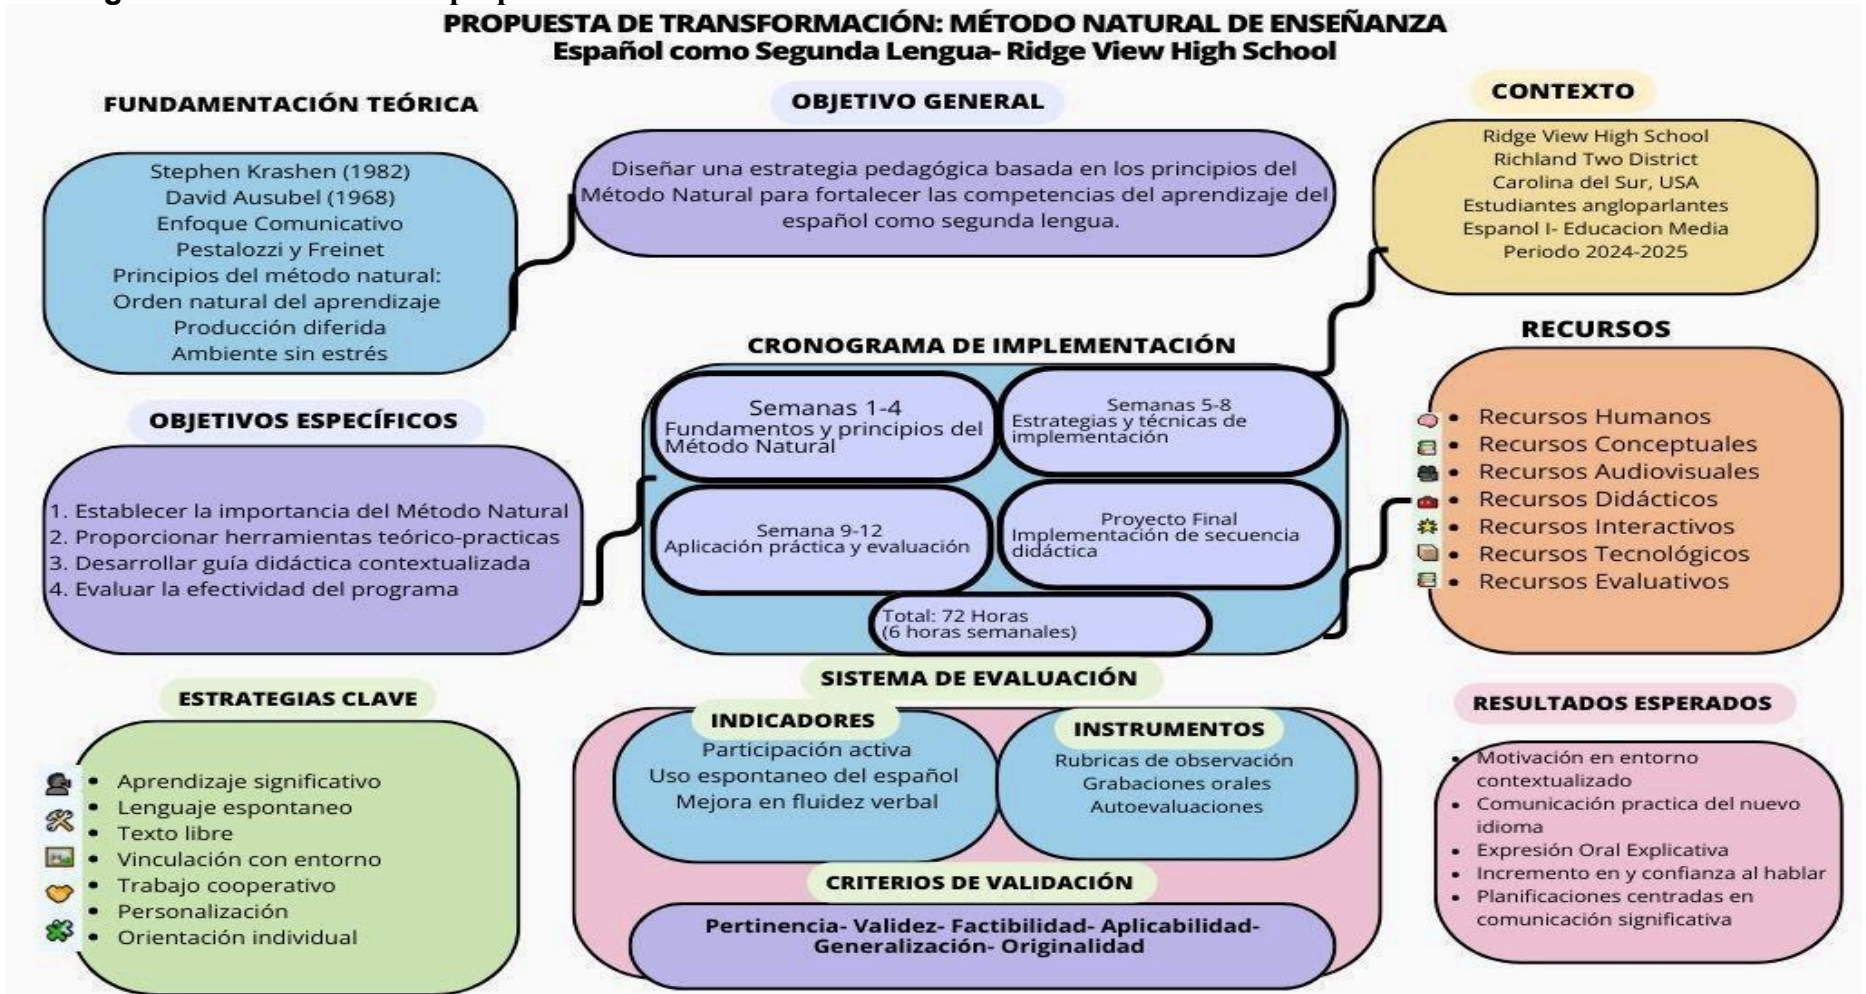 PROPUESTA DE TRANSFORMACIÓN: MÉTODO NATURAL DE ENSEÑANZA
Español como Segunda Lengua- Ridge View High School
FUNDAMENTACIÓN TEÓRICA
Stephen Krashen (1982)
David Ausubel (1968)
Enfoque Comunicativo
Pestalozzi y Freinet
Principios del método natural:
Orden natural del aprendizaje
Producción diferida
Ambiente sin estrés
OBJETIVO GENERAL
Diseñar una estrategia pedagógica basada en los principios del
Método Natural para fortalecer las competencias del aprendizaje del
español como segunda lengua.
CONTEXTO
Ridge View High School
Richland Two District
Carolina del Sur, USA
Estudiantes angloparlantes
Espanol I- Educacion Media
Periodo 2024-2025
OBJETIVOS ESPECÍFICOS
1. Establecer la importancia del Método Natural
2. Proporcionar herramientas teórico-practicas
3. Desarrollar guía didáctica contextualizada
4. Evaluar la efectividad del programa
CRONOGRAMA DE IMPLEMENTACIÓN
Semanas 1-4
Fundamentos y principios del
Método Natural
Semanas 5-8
Estrategias y técnicas de
implementación
Semana 9-12
Aplicación práctica y evaluación
Proyecto Final
Implementación de secuencia
didáctica
Total: 72 Horas
(6 horas semanales)
RECURSOS
• Recursos Humanos
• Recursos Conceptuales
• Recursos Audiovisuales
• Recursos Didácticos
• Recursos Interactivos
• Recursos Tecnológicos
• Recursos Evaluativos
ESTRATEGIAS CLAVE
• Aprendizaje significativo
• Lenguaje espontaneo
• Texto libre
• Vinculación con entorno
• Trabajo cooperativo
• Personalización
• Orientación individual
SISTEMA DE EVALUACIÓN
INDICADORES
Participación activa
Uso espontaneo del español
Mejora en fluidez verbal
INSTRUMENTOS
Rubricas de observación
Grabaciones orales
Autoevaluaciones
CRITERIOS DE VALIDACIÓN
Pertinencia- Validez- Factibilidad- Aplicabilidad-
Generalización- Originalidad
RESULTADOS ESPERADOS
• Motivación en entorno
contextualizado
• Comunicación practica del nuevo
idioma
• Expresión Oral Explicativa
• Incremento en y confianza al hablar
• Planificaciones centradas en
comunicación significativa